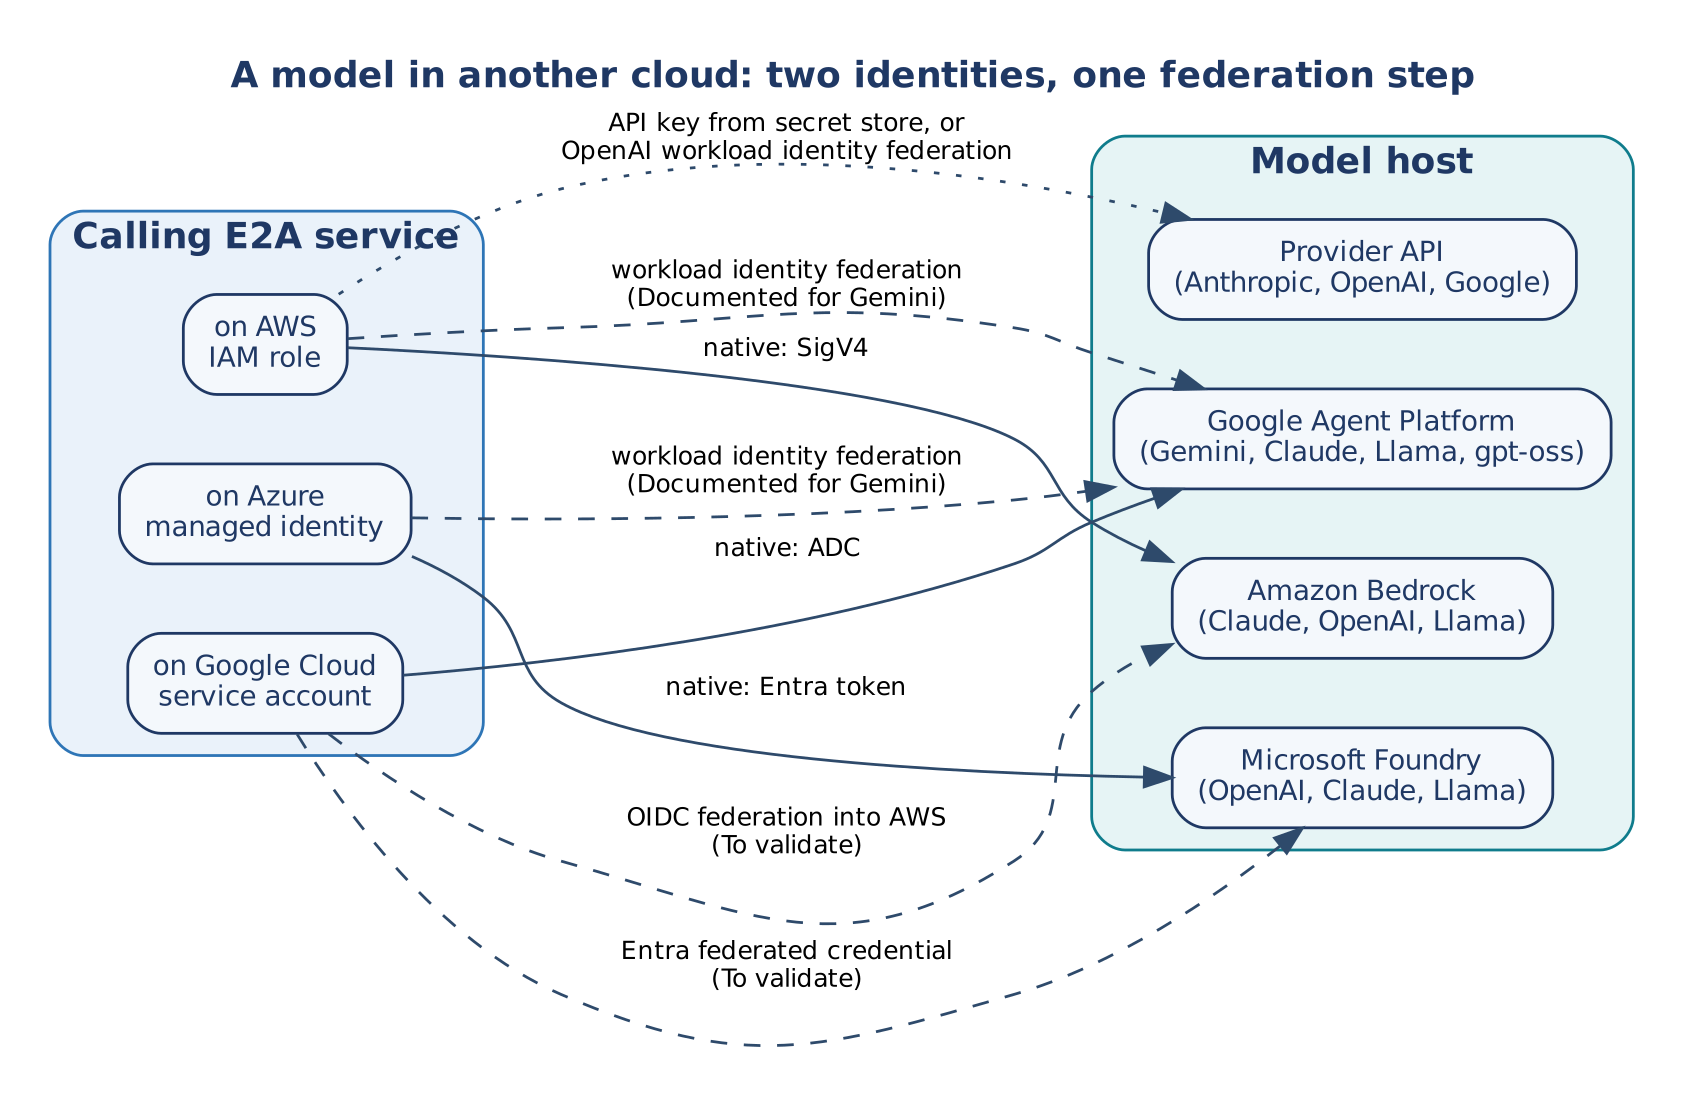 A model in another cloud: two identities, one federation step
API key from secret store, or
OpenAI workload identity federation
Model host
Calling E2A service
Provider API
(Anthropic, OpenAI, Google)
workload identity federation
(Documented for Gemini)
on AWS
IAM role
native: SigV4
Google Agent Platform
(Gemini, Claude, Llama, gpt-oss)
workload identity federation
(Documented for Gemini)
on Azure
managed identity
native: ADC
Amazon Bedrock
(Claude, OpenAI, Llama)
on Google Cloud
service account
native: Entra token
Microsoft Foundry
(OpenAI, Claude, Llama)
OIDC federation into AWS
(To validate)
Entra federated credential
(To validate)